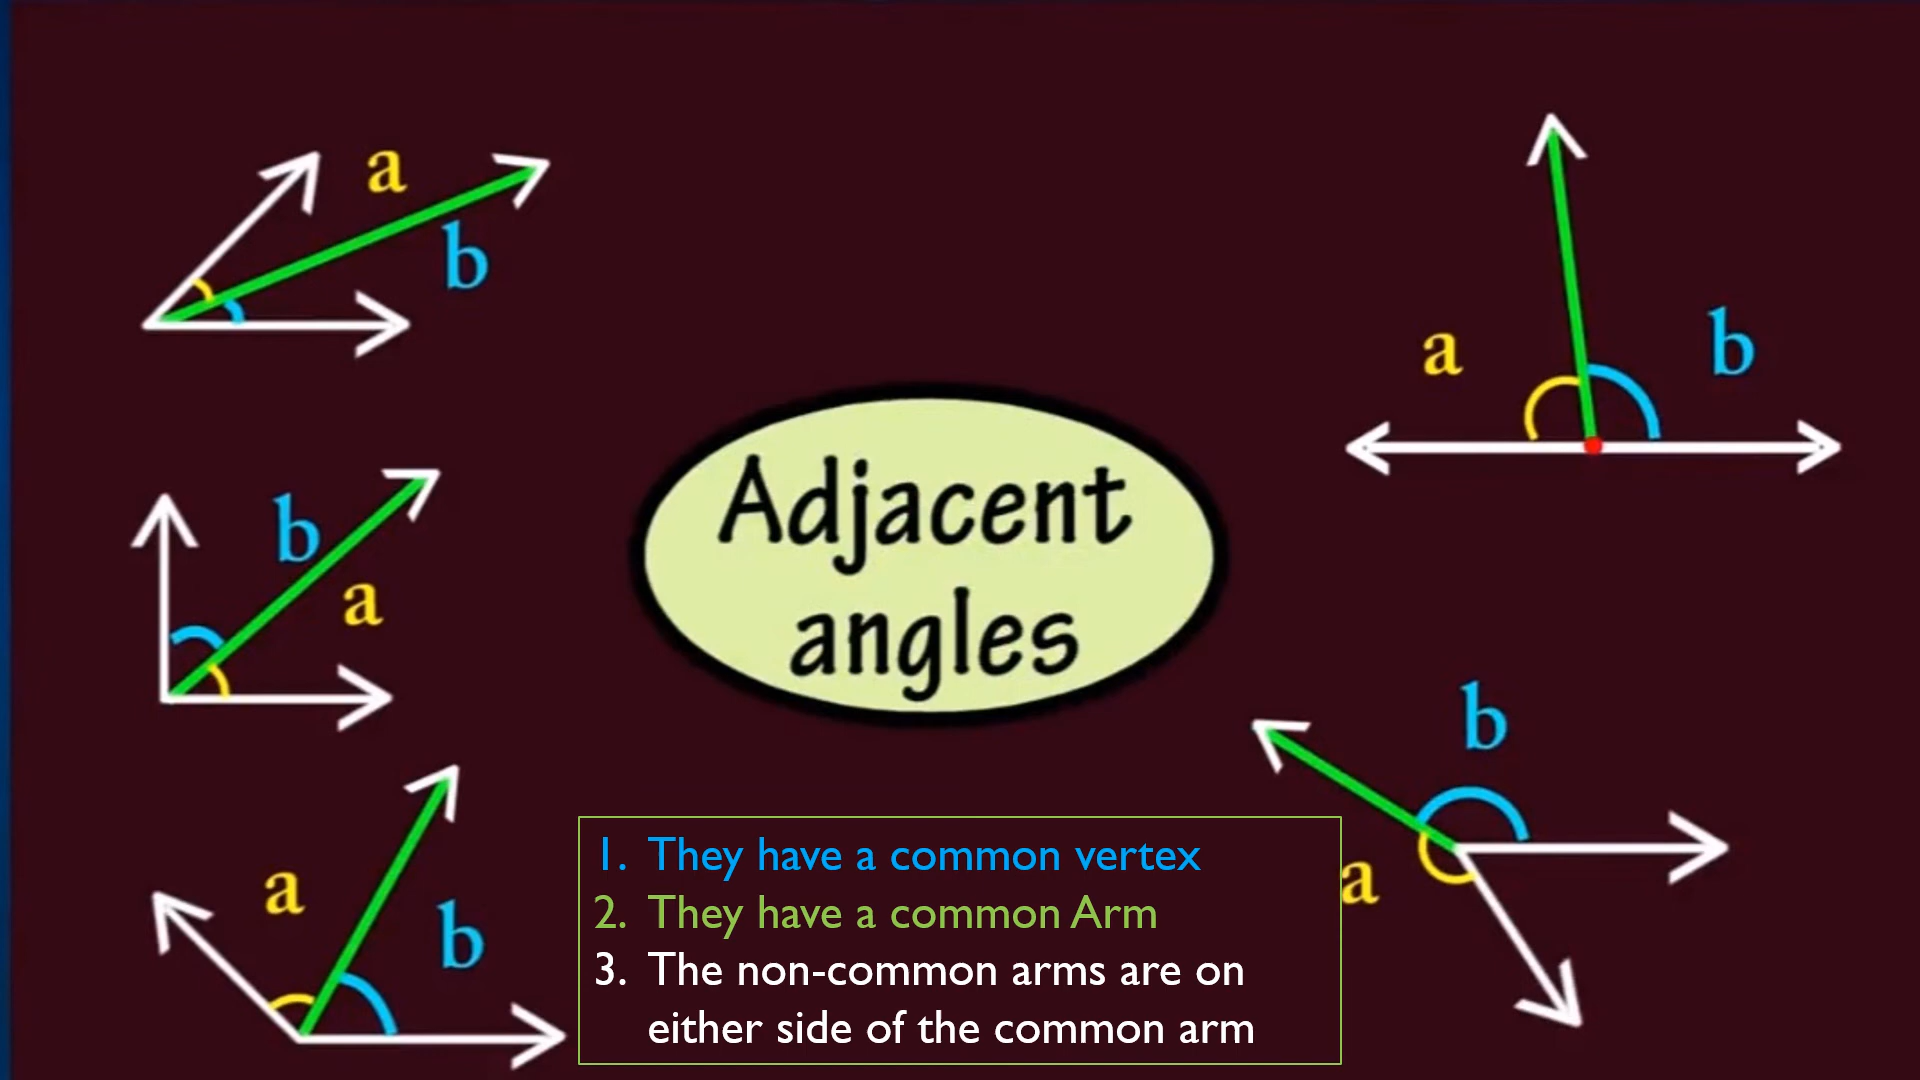 a
b
a
b
Adjacent
angles
b
a
b
a
b
a
1. They have a common vertex
2. They have a common Arm
3. The non-common arms are on
either side of the common arm